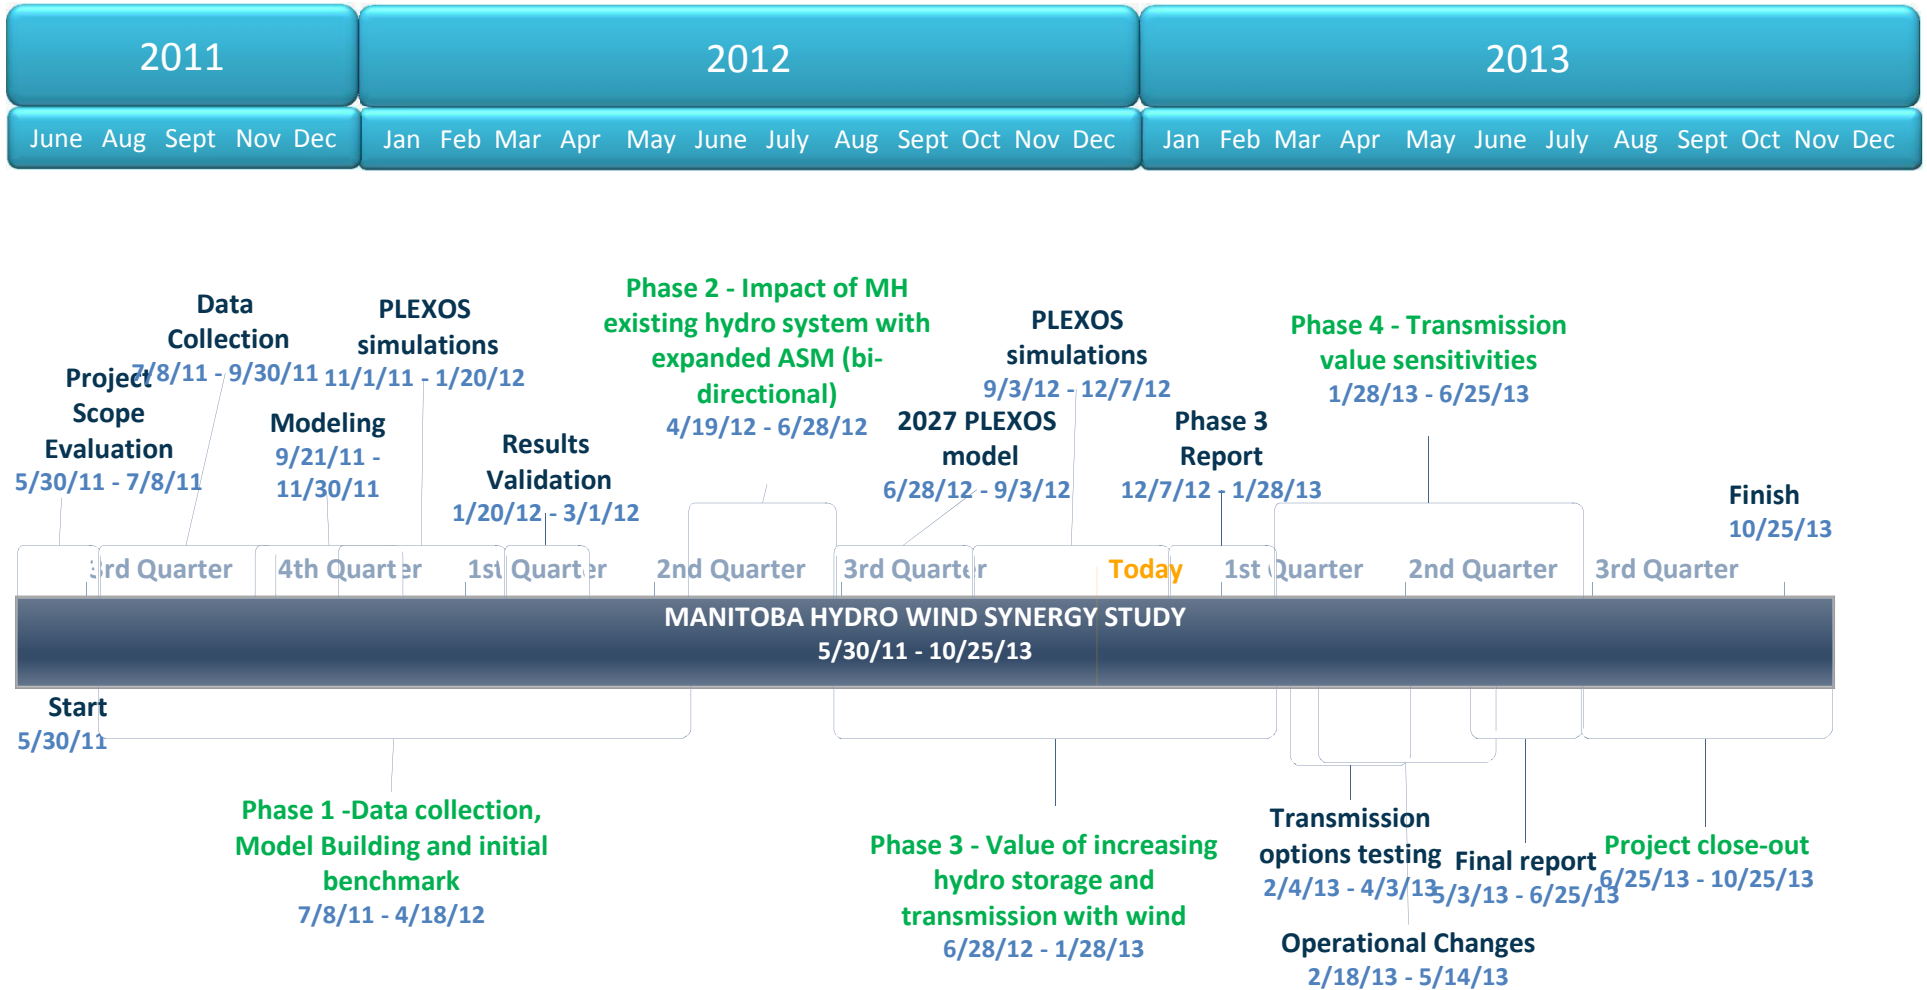 2011
2012
2013
June Aug Sept Nov Dec
Jan Feb Mar Apr May June July Aug Sept Oct Nov Dec
Jan Feb Mar Apr May June July Aug Sept Oct Nov Dec
Project
Scope
Evaluation
5/30/11 - 7/8/11
Data
Collection
7/8/11 - 9/30/11
Modeling
9/21/11 -
11/30/11
PLEXOS
simulations
11/1/11 - 1/20/12
Results
Validation
1/20/12 - 3/1/12
Phase 2 - Impact of MH
existing hydro system with
expanded ASM (bi-
directional)
4/19/12 - 6/28/12
2027 PLEXOS
model
6/28/12 - 9/3/12
PLEXOS
simulations
9/3/12 - 12/7/12
Phase 3
Report
12/7/12 - 1/28/13
Phase 4 - Transmission
value sensitivities
1/28/13 - 6/25/13
Finish
10/25/13
3rd Quarter 4th Quarter 1st Quarter 2nd Quarter 3rd Quarter Today 1st Quarter 2nd Quarter 3rd Quarter
MANITOBA HYDRO WIND SYNERGY STUDY
5/30/11 - 10/25/13
Start
5/30/11
Phase 1 -Data collection,
Model Building and initial
benchmark
7/8/11 - 4/18/12
Phase 3 - Value of increasing
hydro storage and
transmission with wind
6/28/12 - 1/28/13
Transmission
options testing
2/4/13 - 4/3/13
Operational Changes
2/18/13 - 5/14/13
Final report
5/3/13 - 6/25/13
Project close-out
6/25/13 - 10/25/13